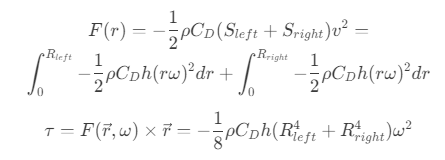 F(r) = -\frac{1}{2}\rho C_D(S_{left} + S_{right})v^2 =
\int_0^{R_{left}} -\frac{1}{2}\rho C_D h(r\omega)^2 dr + \int_0^{R_{right}} -\frac{1}{2}\rho C_D h(r\omega)^2 dr
\tau = F(\vec{r}, \omega) \times \vec{r} = -\frac{1}{8}\rho C_D h(R_{left}^4 + R_{right}^4)\omega^2